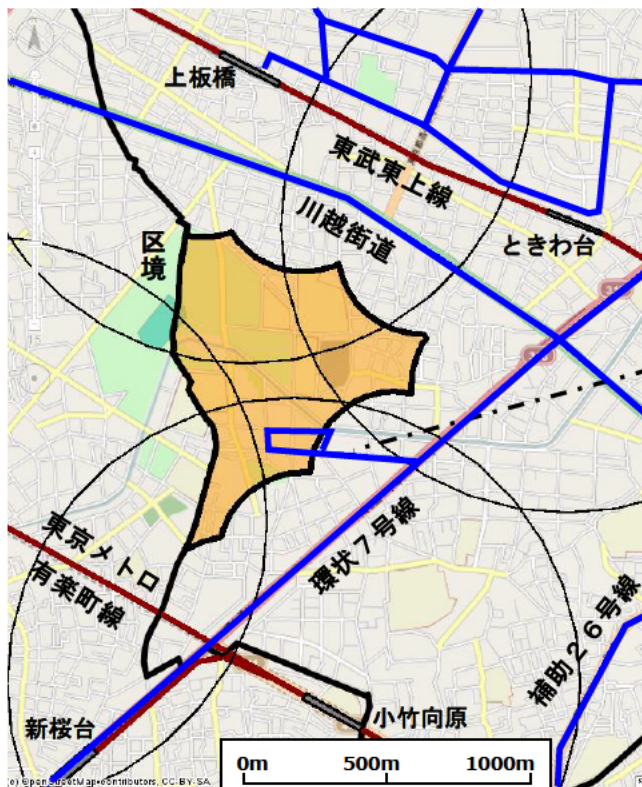 上板橋
東武東上線
川越街道
ときわ台
区境
15
東京メトロ
有楽町線
環状7号線
補助26号線
新桜台
小竹向原
0m 500m 1000m
(c) OpenStreetMap contributors, CC-BY-SA